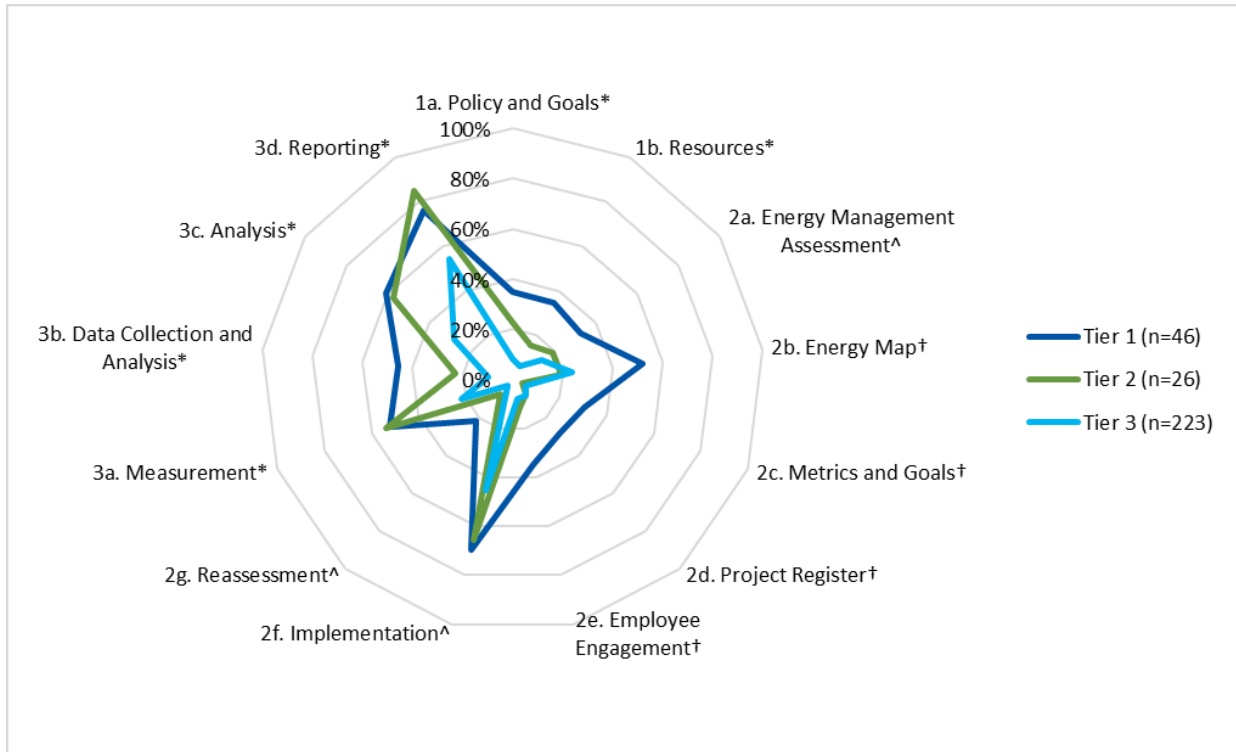 1a. Policy and Goals*
100%
80%
60%
40%
20%
0%
1b. Resources*
2a. Energy Management
Assessment^
2b. Energy Map†
2c. Metrics and Goals†
2d. Project Register†
2e. Employee
Engagement†
2f. Implementation^
2g. Reassessment^
3a. Measurement*
3b. Data Collection and
Analysis*
3c. Analysis*
3d. Reporting*
Tier 1 (n=46)
Tier 2 (n=26)
Tier 3 (n=223)